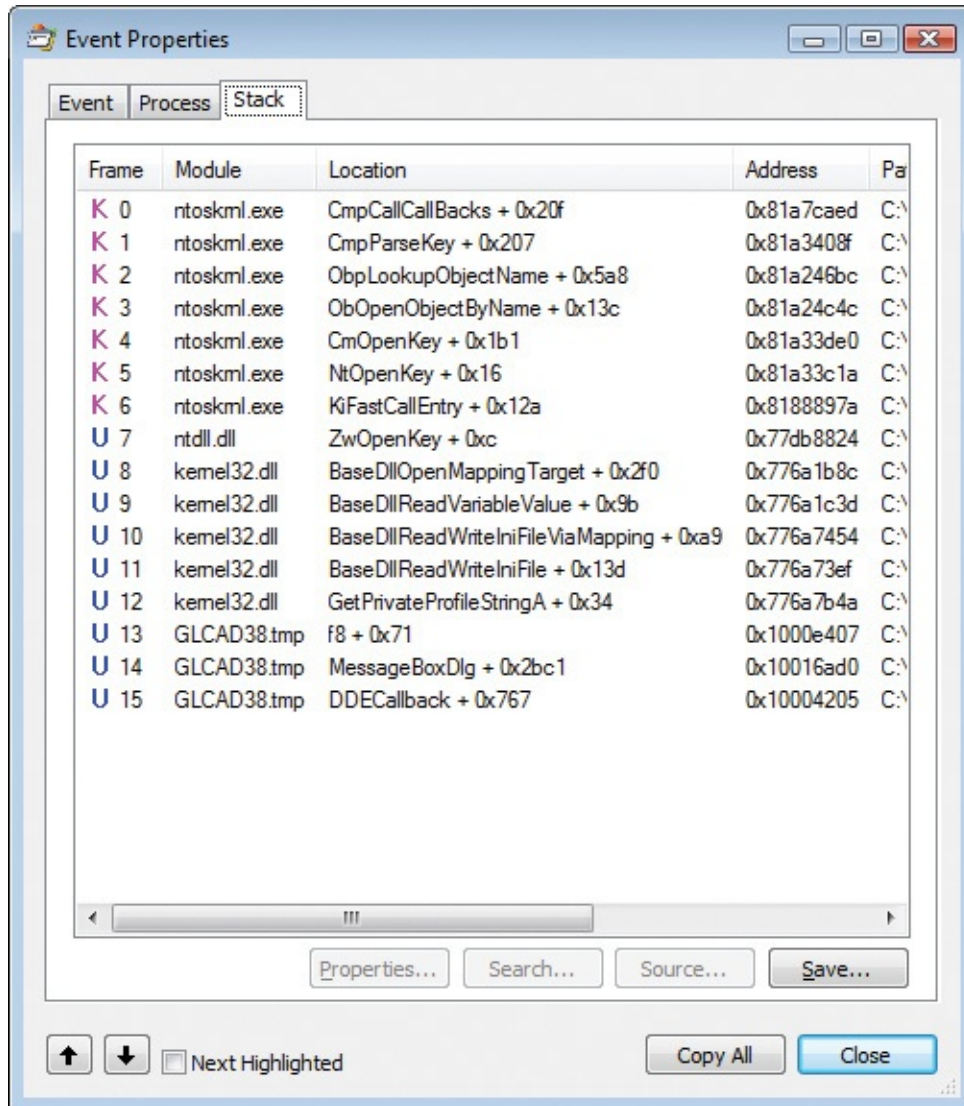 Event Properties
Event Process Stack
Frame Module Location Address Pa
K 0 ntoskrnl.exe CmpCallCallBacks + 0x20f 0x81a7caed C:\
K 1 ntoskrnl.exe CmpParseKey + 0x207 0x81a3408f C:\
K 2 ntoskrnl.exe ObpLookupObjectName + 0x5a8 0x81a246bc C:\
K 3 ntoskrnl.exe ObOpenObjectByName + 0x13c 0x81a24c4c C:\
K 4 ntoskrnl.exe CmOpenKey + 0x1b1 0x81a33de0 C:\
K 5 ntoskrnl.exe NtOpenKey + 0x16 0x81a33c1a C:\
K 6 ntoskrnl.exe KiFastCallEntry + 0x12a 0x8188897a C:\
U 7 ntdll.dll ZwOpenKey + 0xc 0x77db8824 C:\
U 8 kernel32.dll BaseDllOpenMappingTarget + 0x2f0 0x776a1b8c C:\
U 9 kernel32.dll BaseDllReadVariableValue + 0x9b 0x776a1c3d C:\
U 10 kernel32.dll BaseDllReadWriteIniFileViaMapping + 0xa9 0x776a7454 C:\
U 11 kernel32.dll BaseDllReadWriteIniFile + 0x13d 0x776a73ef C:\
U 12 kernel32.dll GetPrivateProfileStringA + 0x34 0x776a7b4a C:\
U 13 GLCAD38.tmp f8 + 0x71 0x1000e407 C:\
U 14 GLCAD38.tmp MessageBoxDlg + 0x2bc1 0x10016ad0 C:\
U 15 GLCAD38.tmp DDECallback + 0x767 0x10004205 C:\
Properties... Search... Source... Save...
Next Highlighted Copy All Close